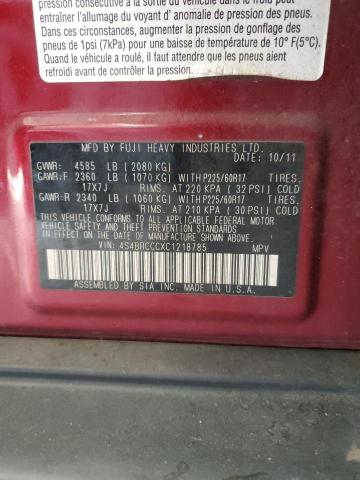 pression consécutive à la sortie du véhicule dans le froid peut
entraîner l'allumage du voyant d' anomalie de pression des pneus.
Dans ces circonstances, augmenter la pression de gonflage
des pneus de 1psi (7kPa) pour une baisse de température de 10° F(5°C).
GAWRSi le véhicule a roulé, il faut attendre que les pneus aient
refroidi avant de contrôler la pression.
MFD BY FUJI HEAVY INDUSTRIES LTD.
DATE: 10/11
GVWR: 4585 LB (2080 KG)
GAWR:F 2360 LB (1070 KG) WITH P225/60R17 TIRES.
17X7J RIMS. AT 220 KPA (32 PSI) COLD
GAWR:R 2340 LB (1060 KG) WITH P225/60R17 TIRES.
17X7J RIMS. AT 210 KPA (30 PSI) COLD
THIS VEHICLE CONFORMS TO ALL APPLICABLE FEDERAL MOTOR
VEHICLE SAFETY AND THEFT PREVENTION STANDARDS IN EFFECT
ON THE DATE OF MANUFACTURE SHOWN ABOVE.
VIN: 4S4BRCCCXC1218785 MPV
ASSEMBLED BY SIA INC. MADE IN U.S.A.